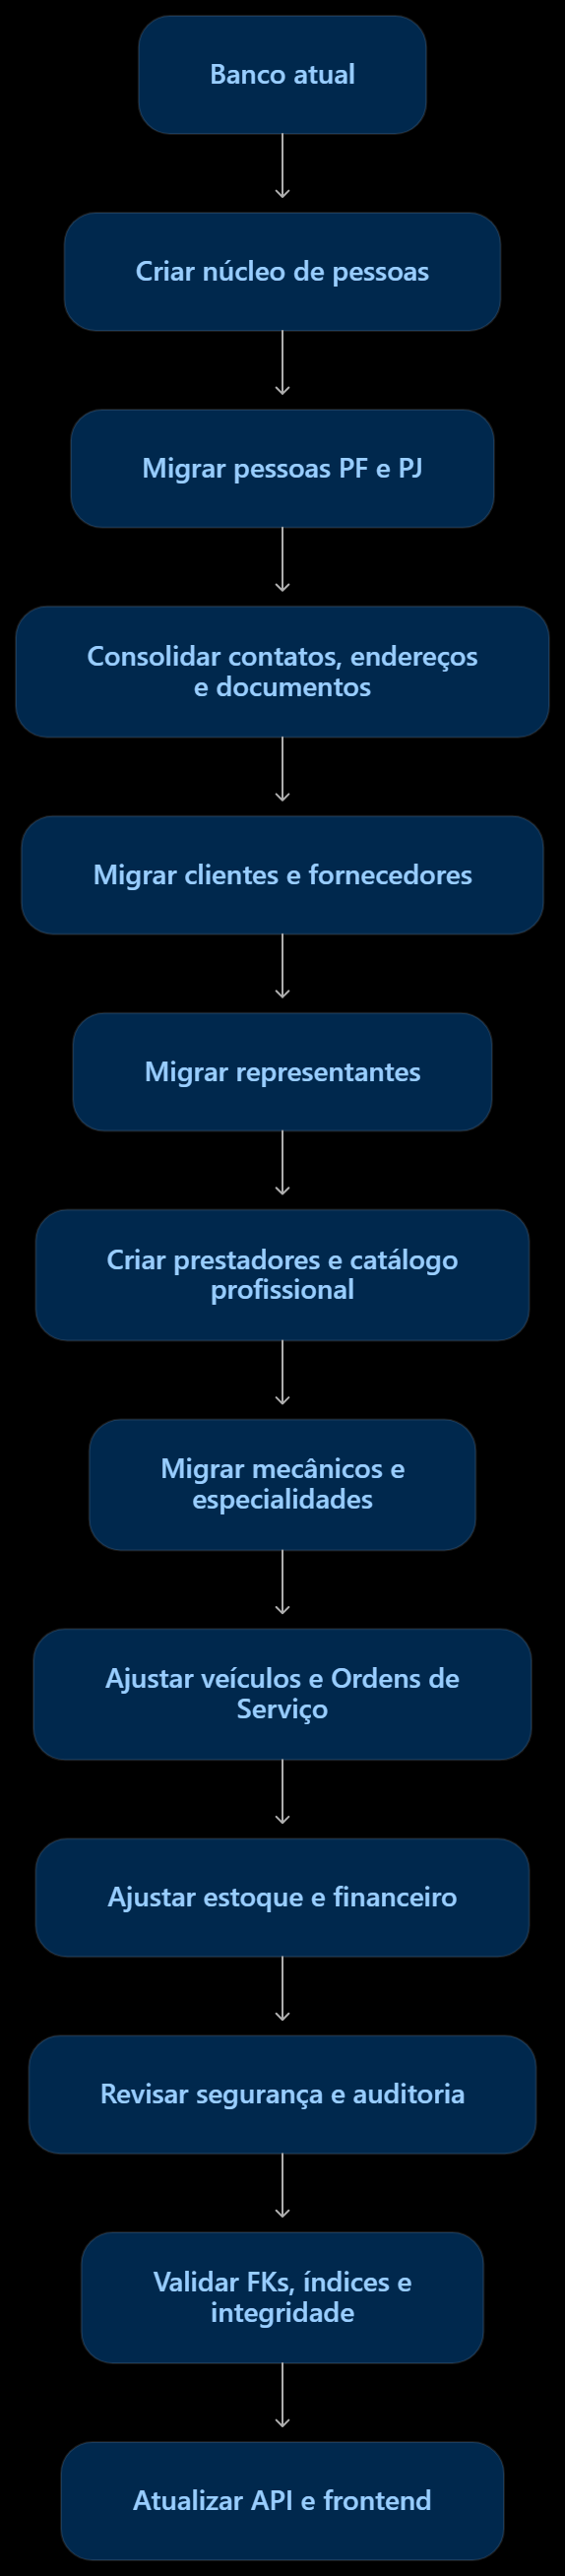 Banco atual
Criar núcleo de pessoas
Migrar pessoas PF e PJ
Consolidar contatos, endereços
e documentos
Migrar clientes e fornecedores
Migrar representantes
Criar prestadores e catálogo
profissional
Migrar mecânicos e
especialidades
Ajustar veículos e Ordens de
Serviço
Ajustar estoque e financeiro
Revisar segurança e auditoria
Validar FKs, índices e
integridade
Atualizar API e frontend